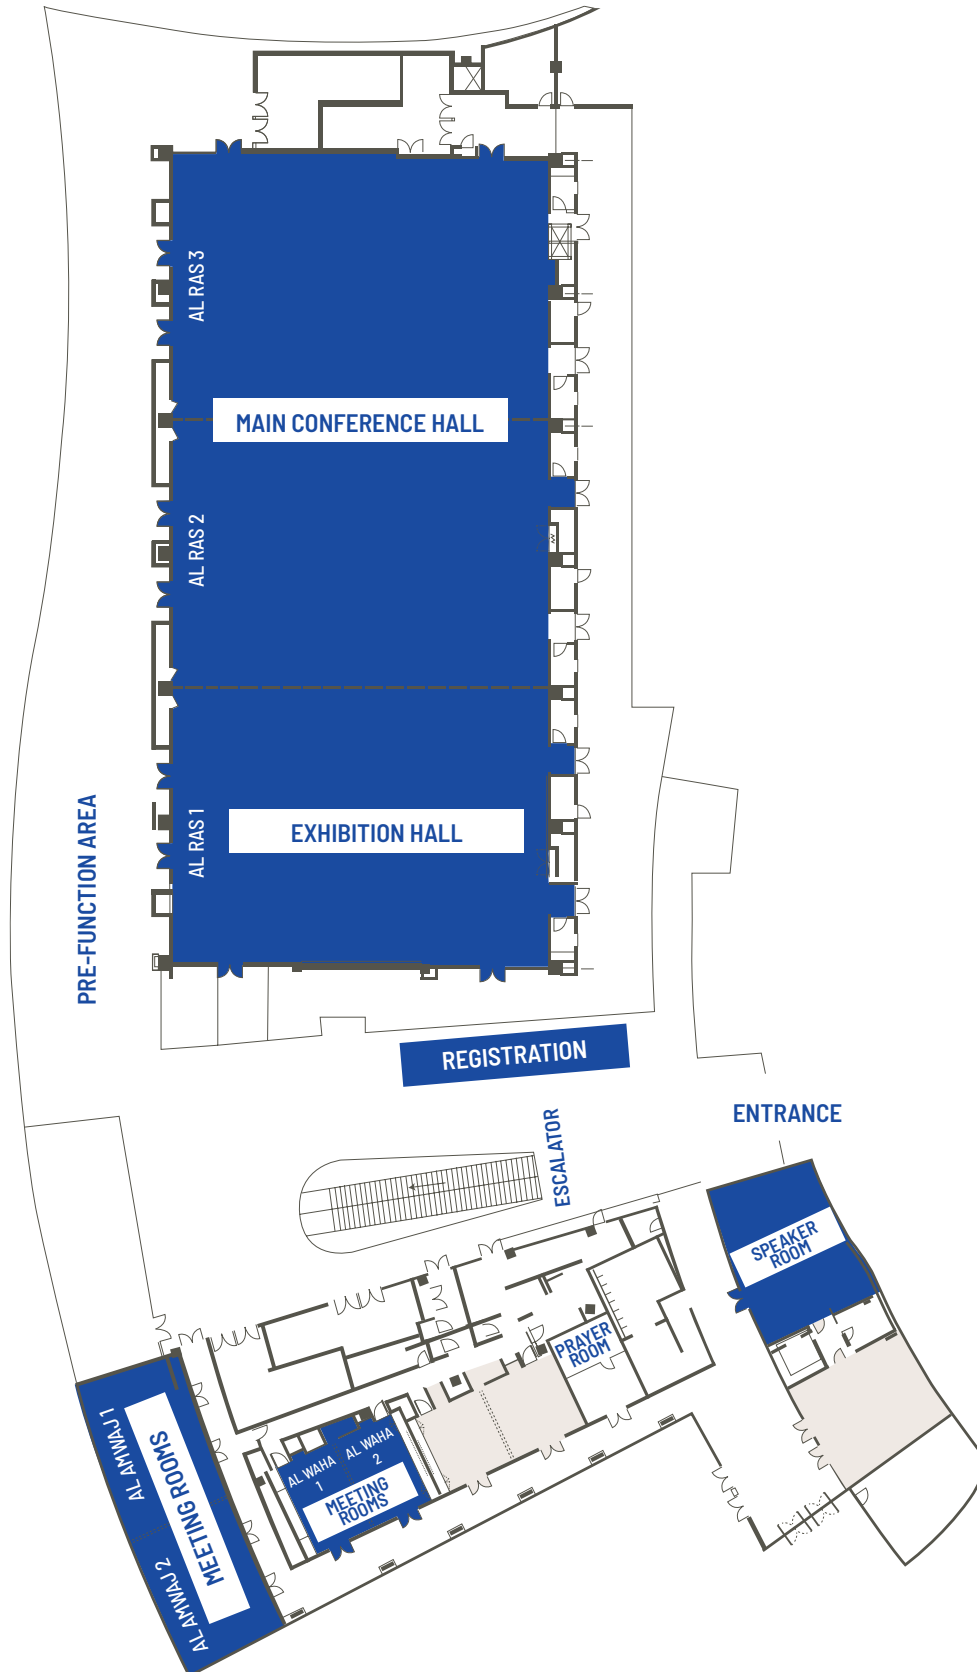 AL RAS 3
MAIN CONFERENCE HALL
AL RAS 2
AL RAS 1
EXHIBITION HALL
PRE-FUNCTION AREA
REGISTRATION
ENTRANCE
ESCALATOR
SPEAKER
ROOM
PRAYER
ROOM
AL AMWAJ 1
MEETING ROOMS
AL AMWAJ 2
AL WAHA
1
AL WAHA
2
MEETING
ROOMS